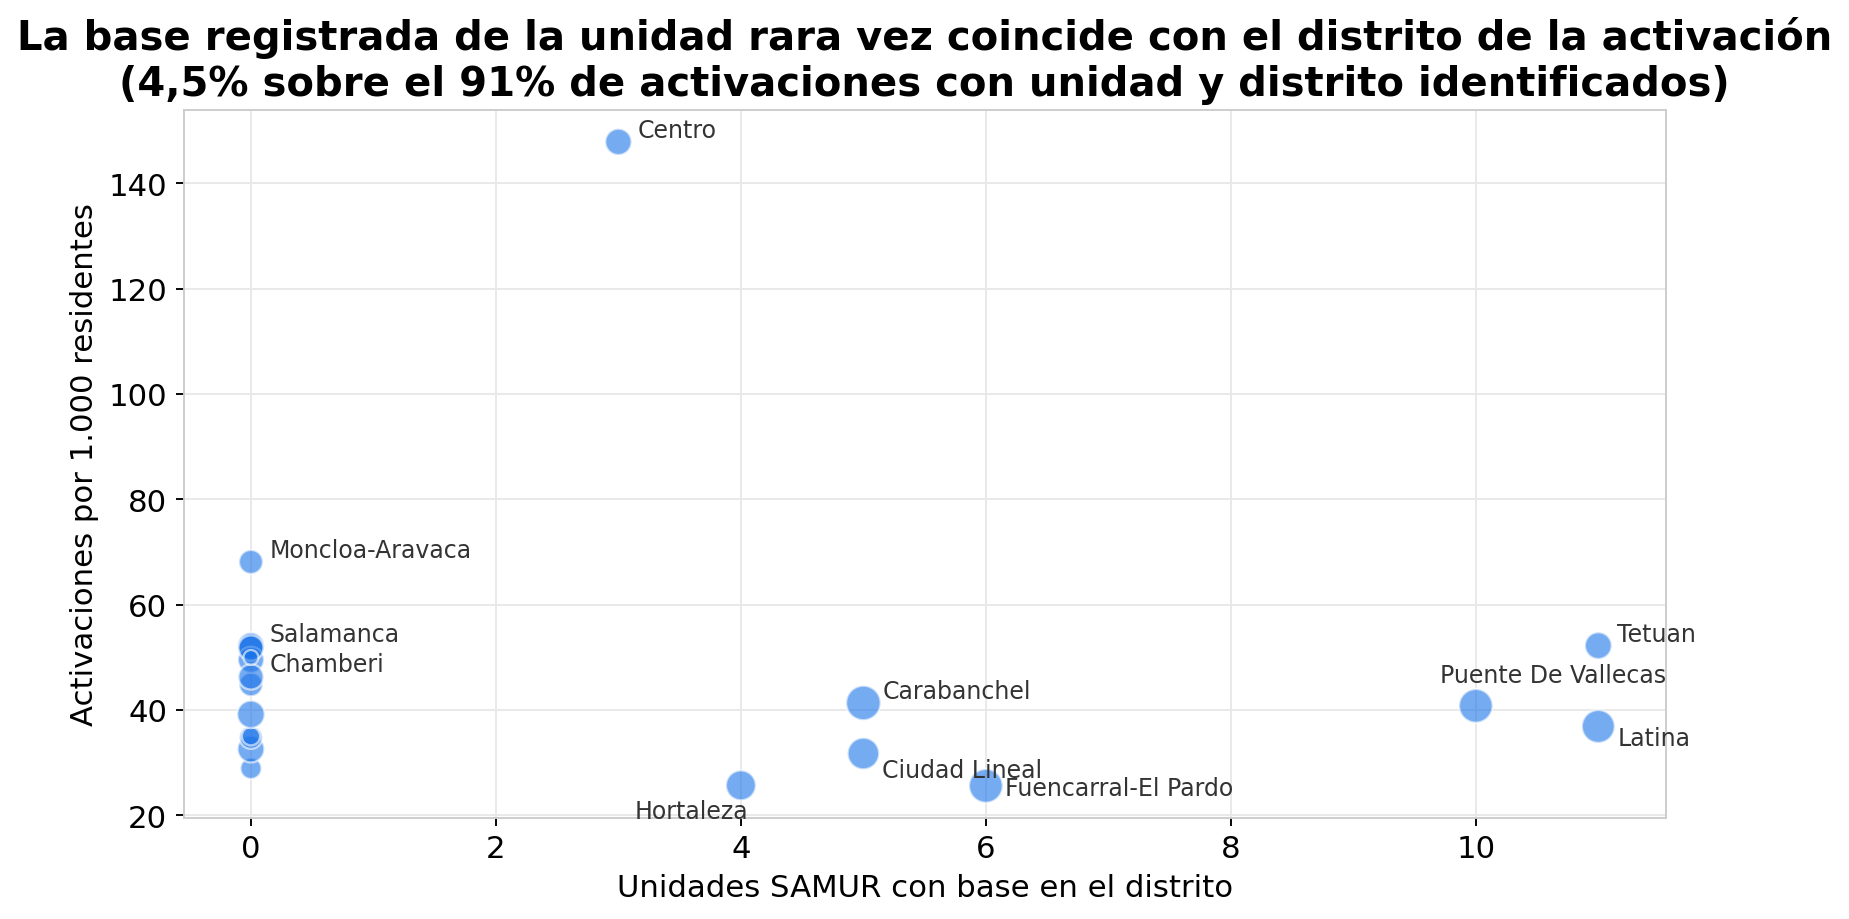 La base registrada de la unidad rara vez coincide con el distrito de la activación
(4,5% sobre el 91% de activaciones con unidad y distrito identificados)
Centro
140
120
100
80
Moncloa-Aravaca
60
Salamanca
Tetuan
Chamberi
Puente De Vallecas
Carabanchel
40
Latina
Ciudad Lineal
Fuencarral-El Pardo
Hortaleza
20
Activaciones por 1.000 residentes
0 2 4 6 8 10
Unidades SAMUR con base en el distrito